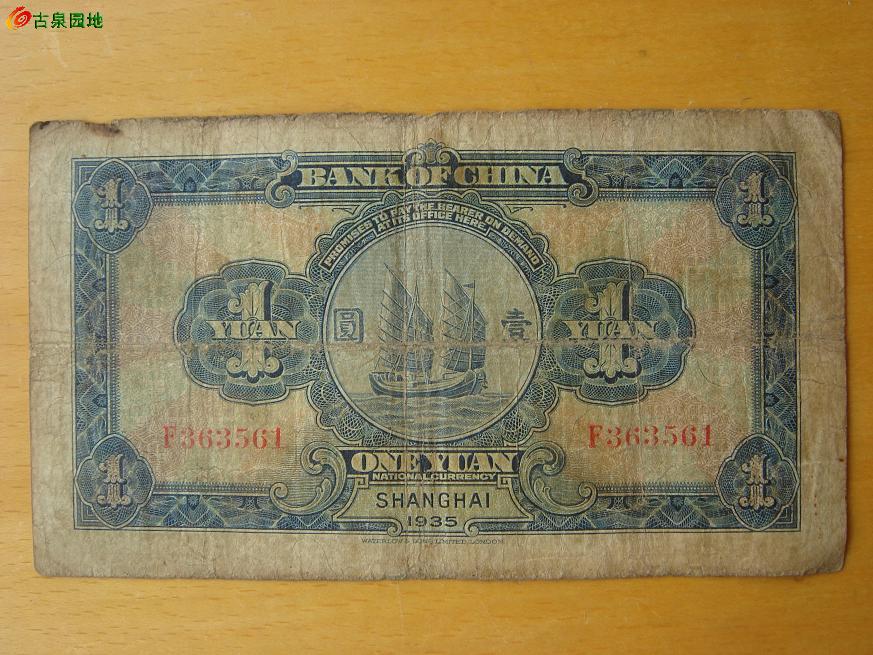 古泉园地
BANK OF CHINA
1
1
PROMISES TO PAY THE BEARER ON DEMAND
AT ITS OFFICE HERE
1
YUAN
圓
壹
1
YUAN
F363561
F363561
1
ONE YUAN
NATIONAL CURRENCY
1
SHANGHAI
1935
WATERLOW & SONS LIMITED, LONDON